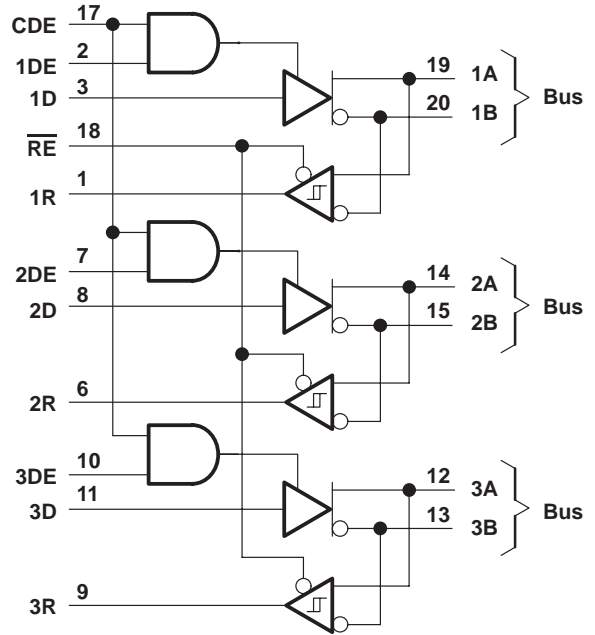 CDE 17
1DE 2
1D 3
19 1A
20 1B
Bus
RE 18
1R 1
2DE 7
2D 8
14 2A
15 2B
Bus
2R 6
3DE 10
3D 11
12 3A
13 3B
Bus
3R 9